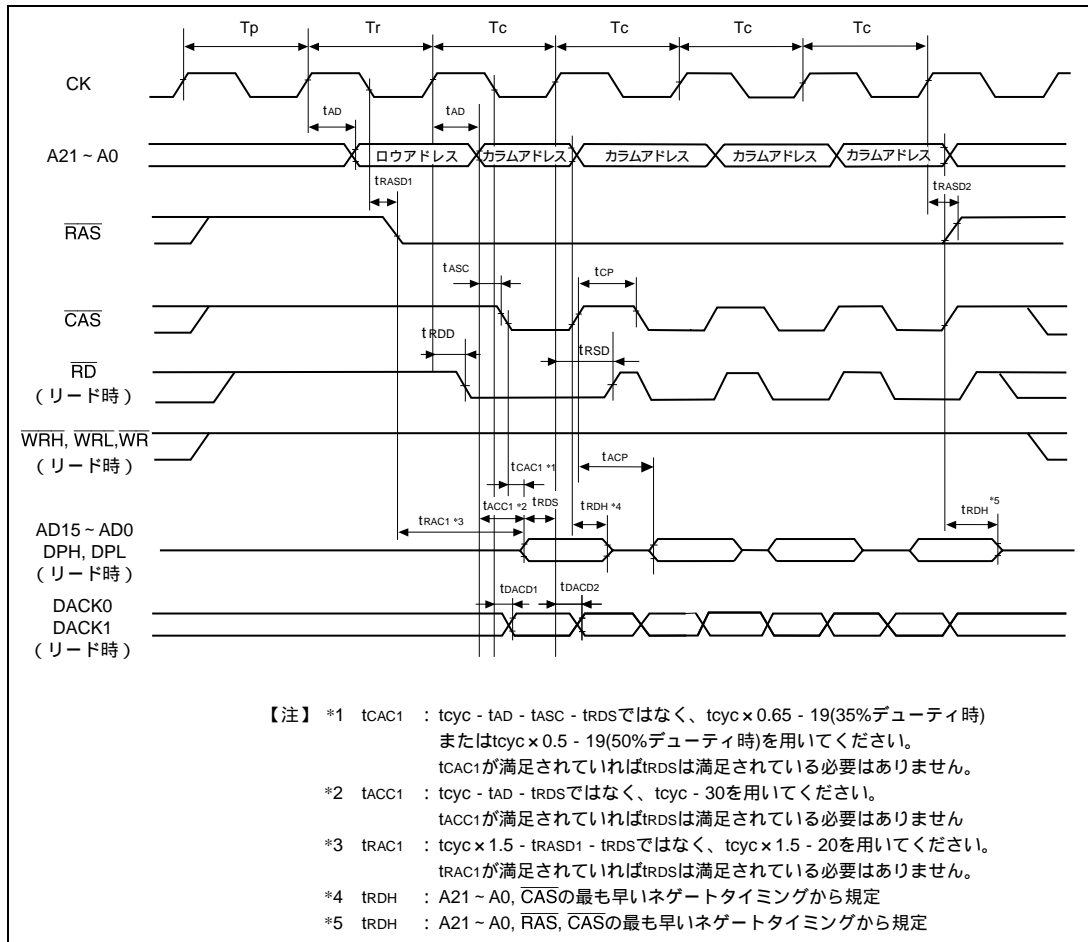 Tp Tr Tc Tc Tc Tc
CK
tAD tAD
A21~A0 ロウアドレス カラムアドレス カラムアドレス カラムアドレス カラムアドレス
tRASD1 tRASD2
RAS
tASC tCP
CAS
tRDD tRSD
RD
(リード時)
WRH, WRL,WR
(リード時)
tCAC1 *1 tACP
tACC1 *2 tRDS tRDH *4 tRDH *5
tRAC1 *3
AD15~AD0
DPH, DPL
(リード時)
tDACD1 tDACD2
DACK0
DACK1
(リード時)
【注】 *1 tCAC1 : tcyc - tAD - tASC - tRDSではなく、tcyc×0.65 - 19(35%デューティ時)
またはtcyc×0.5 - 19(50%デューティ時)を用いてください。
tCAC1が満足されていればtRDSは満足されている必要はありません。
*2 tACC1 : tcyc - tAD - tRDSではなく、tcyc - 30を用いてください。
tACC1が満足されていればtRDSは満足されている必要はありません
*3 tRAC1 : tcyc×1.5 - tRASD1 - tRDSではなく、tcyc×1.5 - 20を用いてください。
tRAC1が満足されていればtRDSは満足されている必要はありません。
*4 tRDH : A21~A0, CASの最も早いネゲートタイミングから規定
*5 tRDH : A21~A0, RAS, CASの最も早いネゲートタイミングから規定